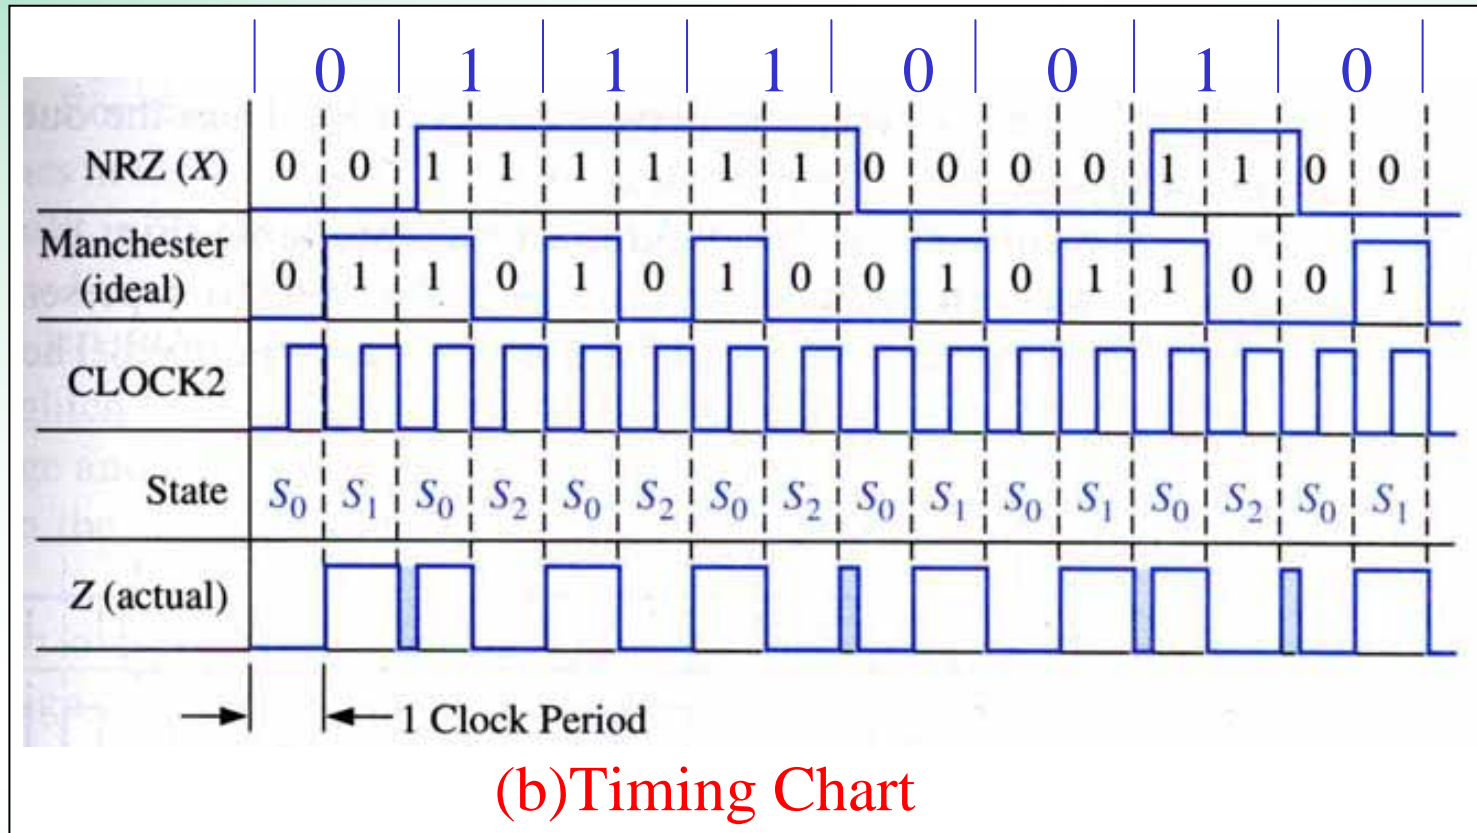 0 1 1 1 0 0 1 0
NRZ (X) 0 0 1 1 1 1 1 1 0 0 0 0 1 1 0 0
Manchester
(ideal) 0 1 1 0 1 0 1 0 0 1 0 1 1 0 0 1
CLOCK2
State S0 S1 S0 S2 S0 S2 S0 S2 S0 S1 S0 S1 S0 S2 S0 S1
Z (actual)
1 Clock Period
(b)Timing Chart